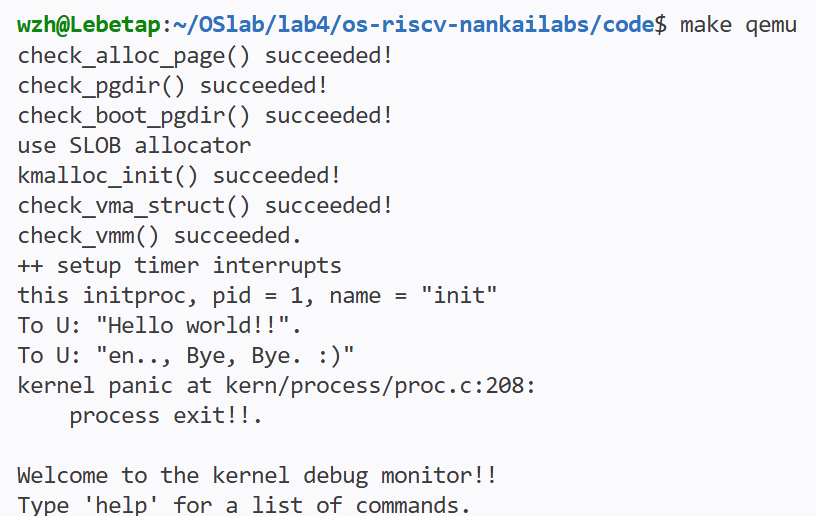 wzh@Lebetap:~/OSlab/lab4/os-riscv-nankailabs/code$ make qemu
check_alloc_page() succeeded!
check_pgdir() succeeded!
check_boot_pgdir() succeeded!
use SLOB allocator
kmalloc_init() succeeded!
check_vma_struct() succeeded!
check_vmm() succeeded.
++ setup timer interrupts
this initproc, pid = 1, name = "init"
To U: "Hello world!!".
To U: "en.., Bye, Bye. :)"
kernel panic at kern/process/proc.c:208:
    process exit!!.

Welcome to the kernel debug monitor!!
Type 'help' for a list of commands.